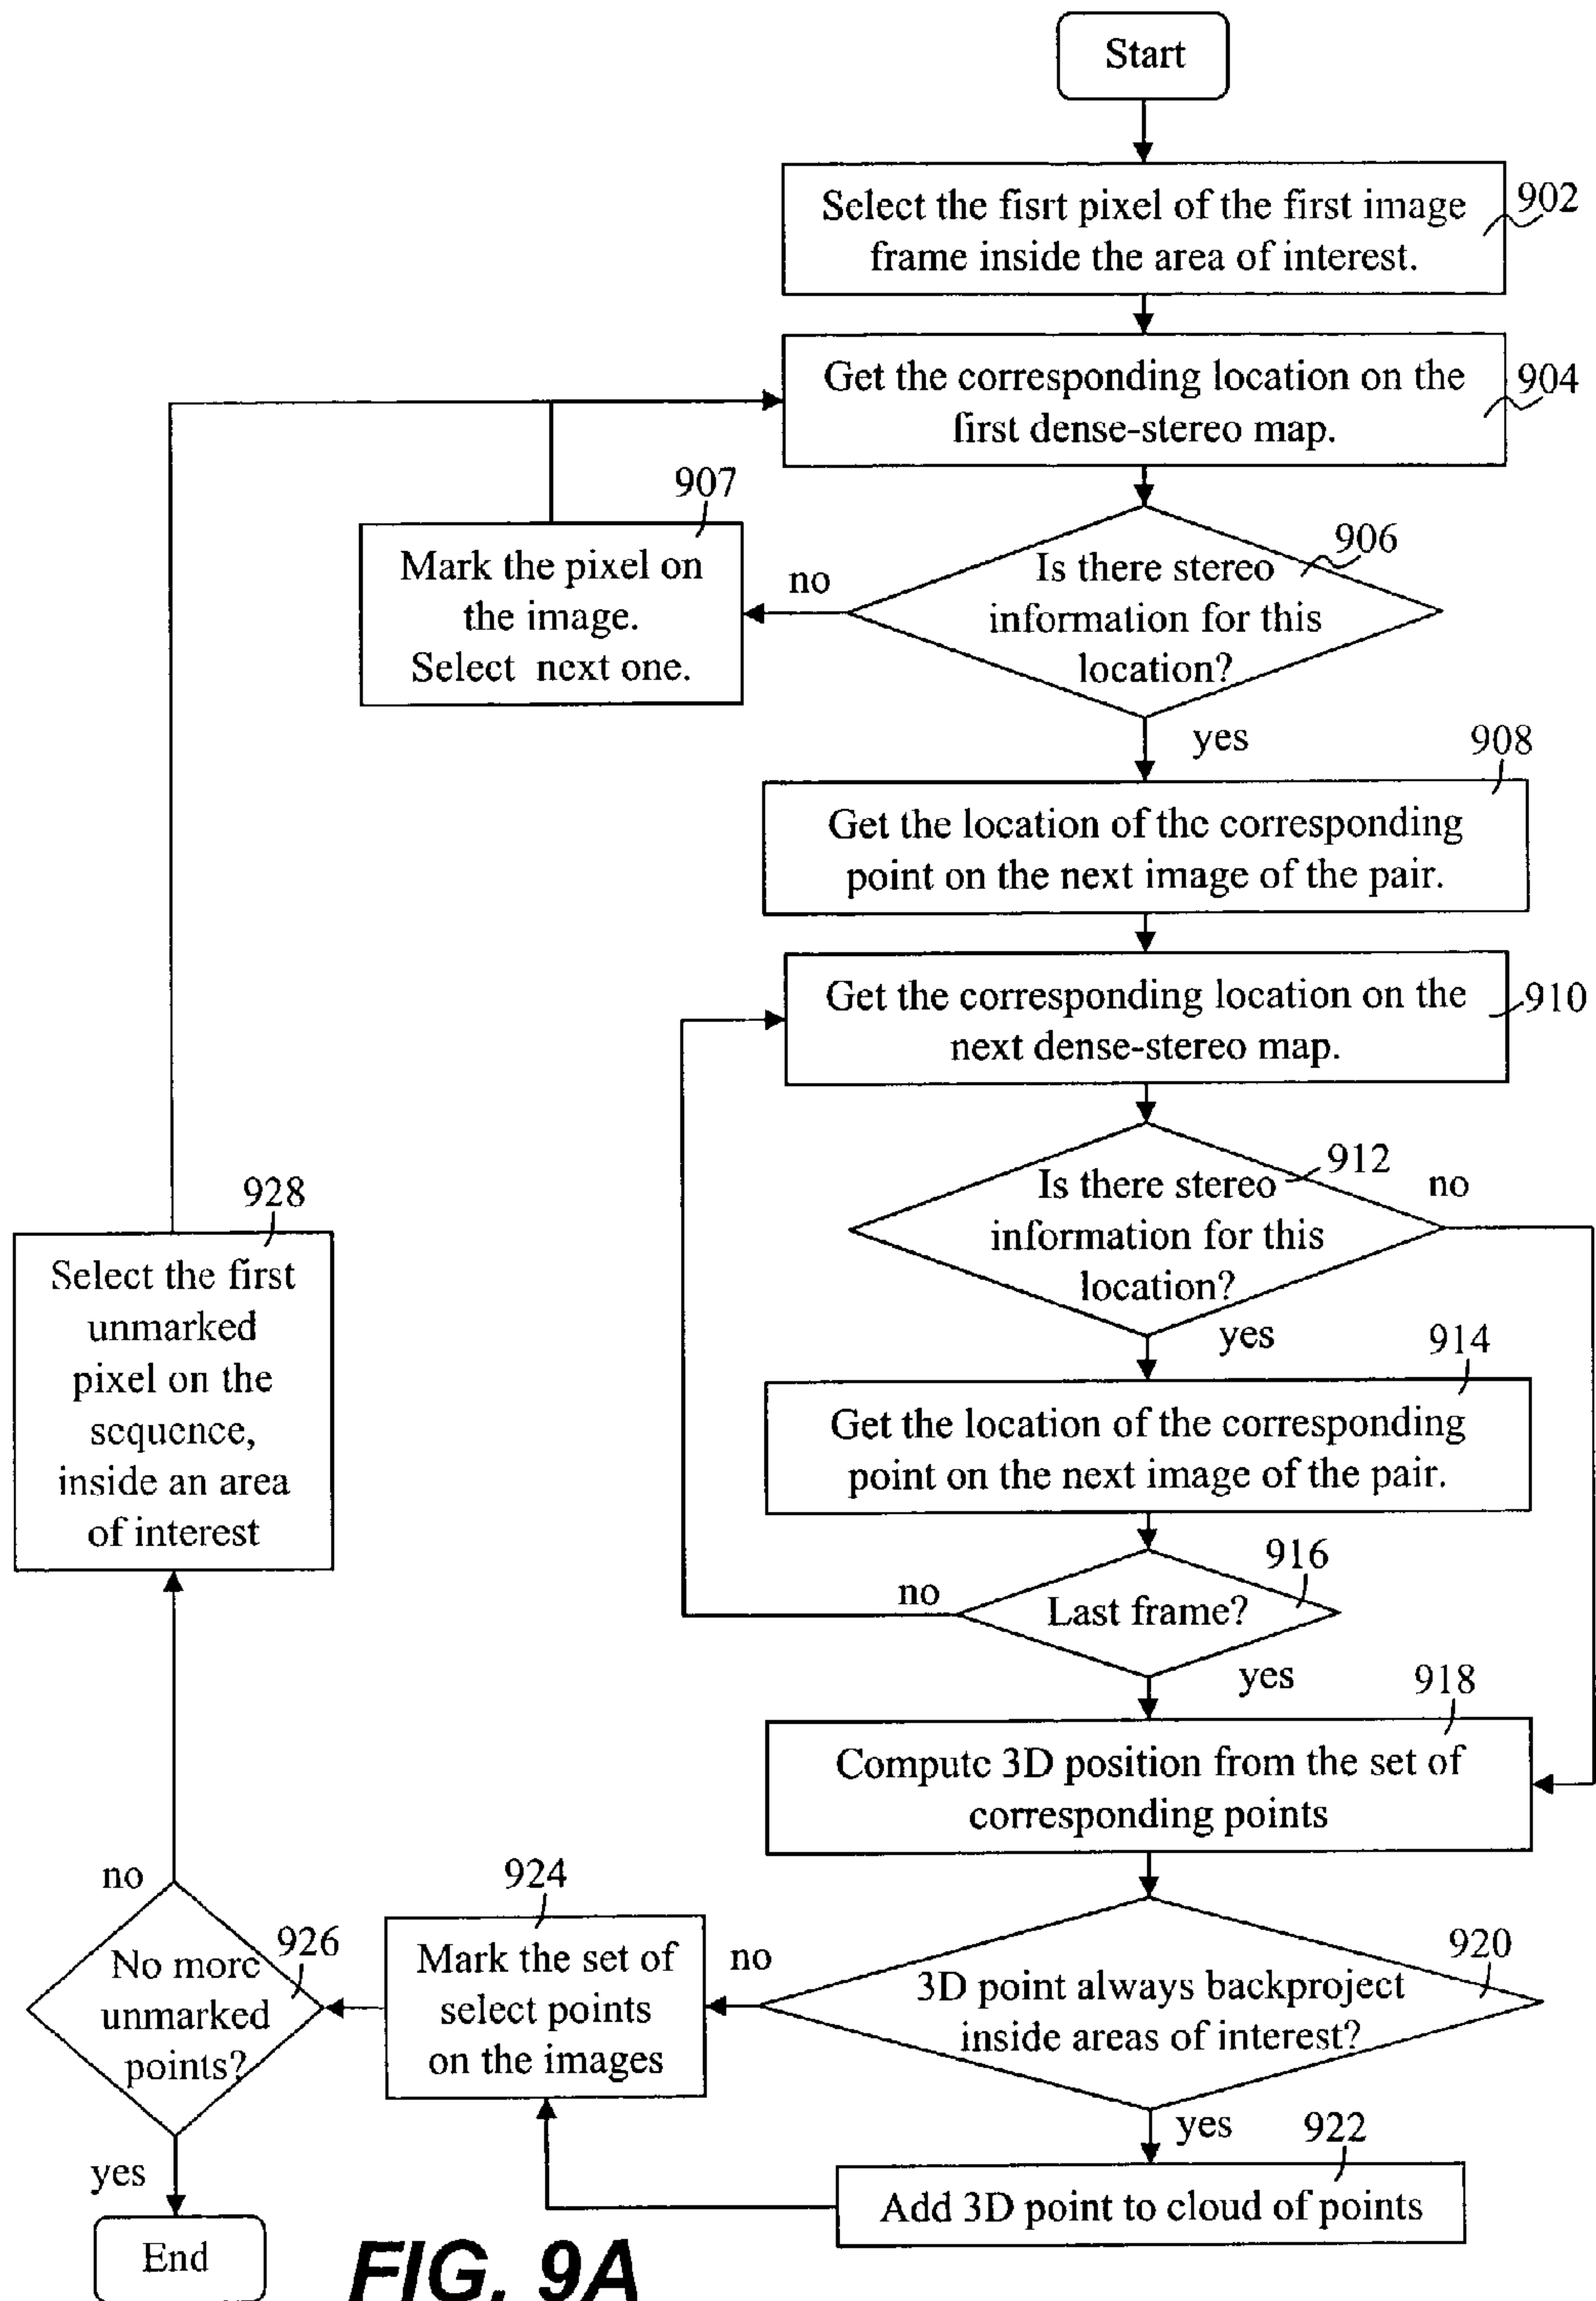 Start
Select the fisrt pixel of the first image
frame inside the area of interest.
902
Get the corresponding location on the
first dense-stereo map.
904
907
Mark the pixel on
the image.
Select next one.
no
906
Is there stereo
information for this
location?
yes
908
Get the location of the corresponding
point on the next image of the pair.
Get the corresponding location on the
next dense-stereo map.
910
912
Is there stereo
information for this
location?
no
yes
928
Select the first
unmarked
pixel on the
sequence,
inside an area
of interest
914
Get the location of the corresponding
point on the next image of the pair.
916
no
Last frame?
yes
918
Compute 3D position from the set of
corresponding points
no
926
No more
unmarked
points?
924
Mark the set of
select points
on the images
no
920
3D point always backproject
inside areas of interest?
yes
922
Add 3D point to cloud of points
yes
End
FIG. 9A